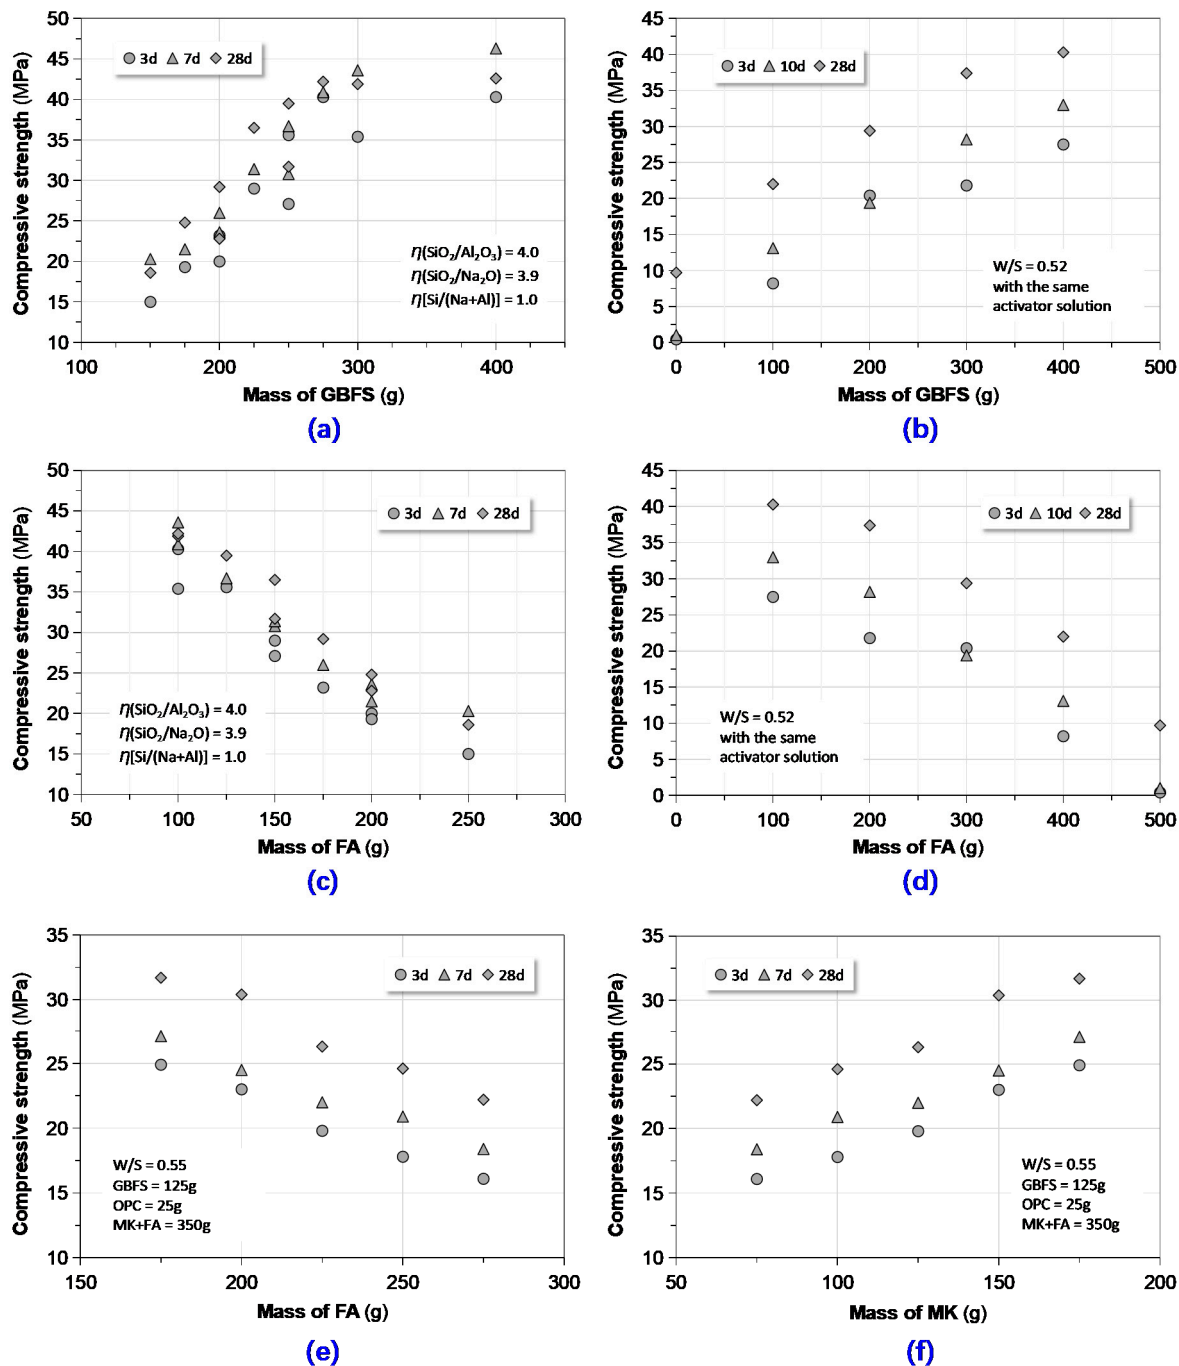 50
45
40
35
30
25
20
15
10
Compressive strength (MPa)
3d 7d 28d
η(SiO₂/Al₂O₃) = 4.0
η(SiO₂/Na₂O) = 3.9
η[Si/(Na+Al)] = 1.0
100 200 300 400
Mass of GBFS (g)
(a)
45
40
35
30
25
20
15
10
5
0
Compressive strength (MPa)
3d 10d 28d
W/S = 0.52
with the same
activator solution
0 100 200 300 400 500
Mass of GBFS (g)
(b)
50
45
40
35
30
25
20
15
10
Compressive strength (MPa)
3d 7d 28d
η(SiO₂/Al₂O₃) = 4.0
η(SiO₂/Na₂O) = 3.9
η[Si/(Na+Al)] = 1.0
50 100 150 200 250 300
Mass of FA (g)
(c)
45
40
35
30
25
20
15
10
5
0
Compressive strength (MPa)
3d 10d 28d
W/S = 0.52
with the same
activator solution
0 100 200 300 400 500
Mass of FA (g)
(d)
35
30
25
20
15
10
Compressive strength (MPa)
3d 7d 28d
W/S = 0.55
GBFS = 125g
OPC = 25g
MK+FA = 350g
150 200 250 300
Mass of FA (g)
(e)
35
30
25
20
15
10
Compressive strength (MPa)
3d 7d 28d
W/S = 0.55
GBFS = 125g
OPC = 25g
MK+FA = 350g
50 100 150 200
Mass of MK (g)
(f)